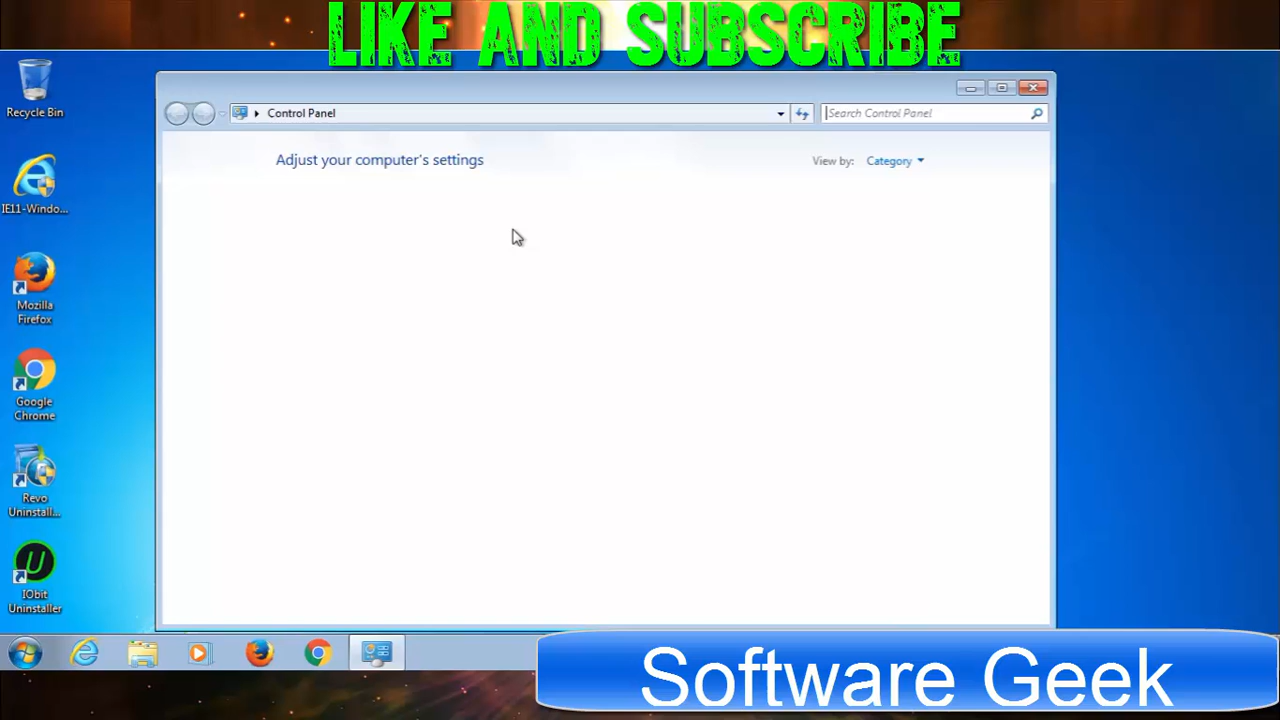 LIKE AND SUBSCRIBE
Recycle Bin
Control Panel
Search Control Panel
Adjust your computer's settings
View by: Category
IE11-Windo...
Mozilla
Firefox
Google
Chrome
Revo
Uninstall...
IObit
Uninstaller
Software Geek